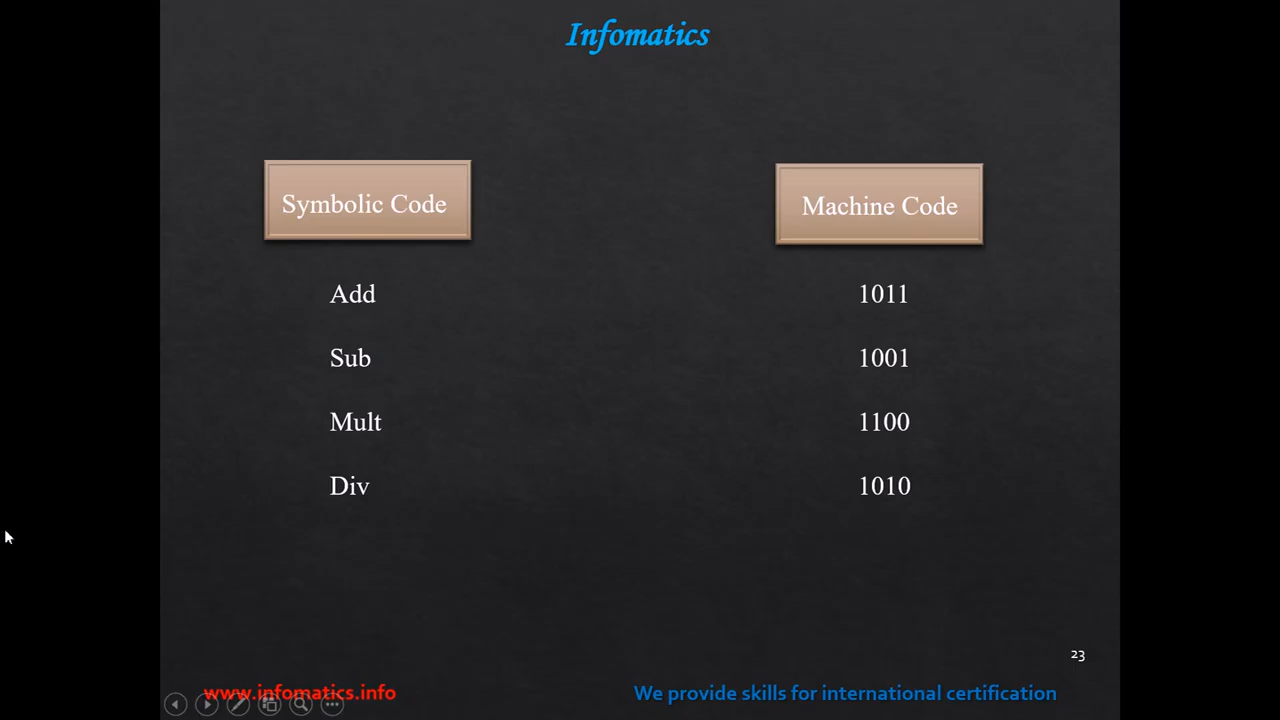 Infomatics
Symbolic Code
Machine Code
Add
1011
Sub
1001
Mult
1100
Div
1010
23
www.infomatics.info
We provide skills for international certification